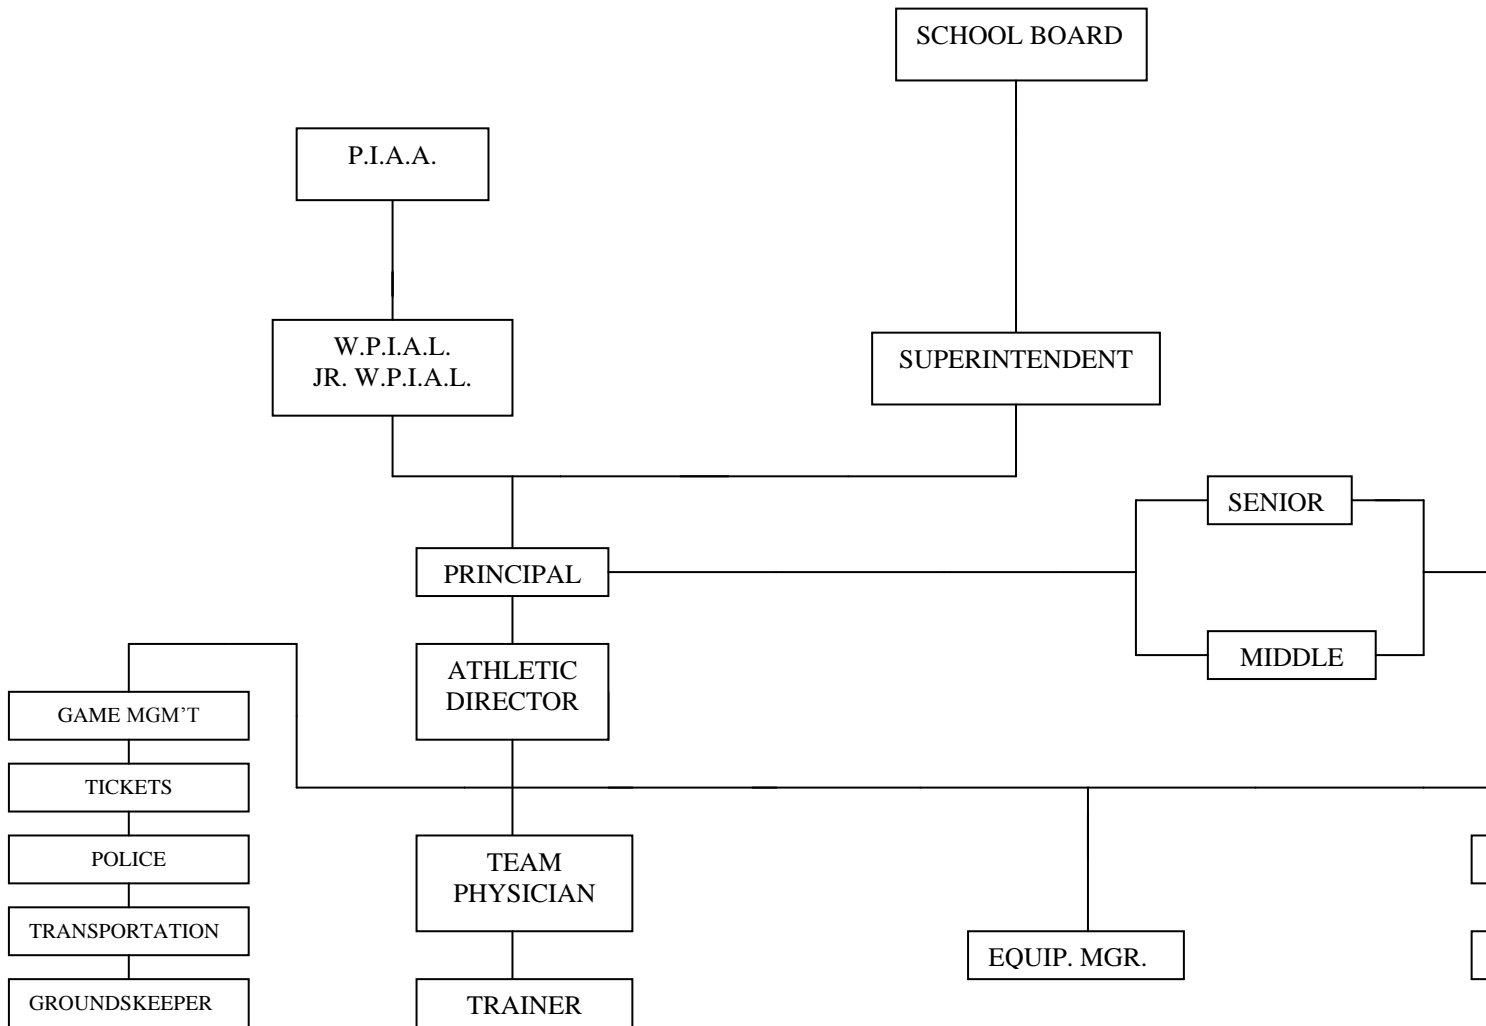 SCHOOL BOARD
P.I.A.A.
W.P.I.A.L.
JR. W.P.I.A.L.
SUPERINTENDENT
SENIOR
PRINCIPAL
MIDDLE
ATHLETIC
DIRECTOR
GAME MGM’T
TICKETS
POLICE
TRANSPORTATION
GROUNDSKEEPER
TEAM
PHYSICIAN
TRAINER
EQUIP. MGR.